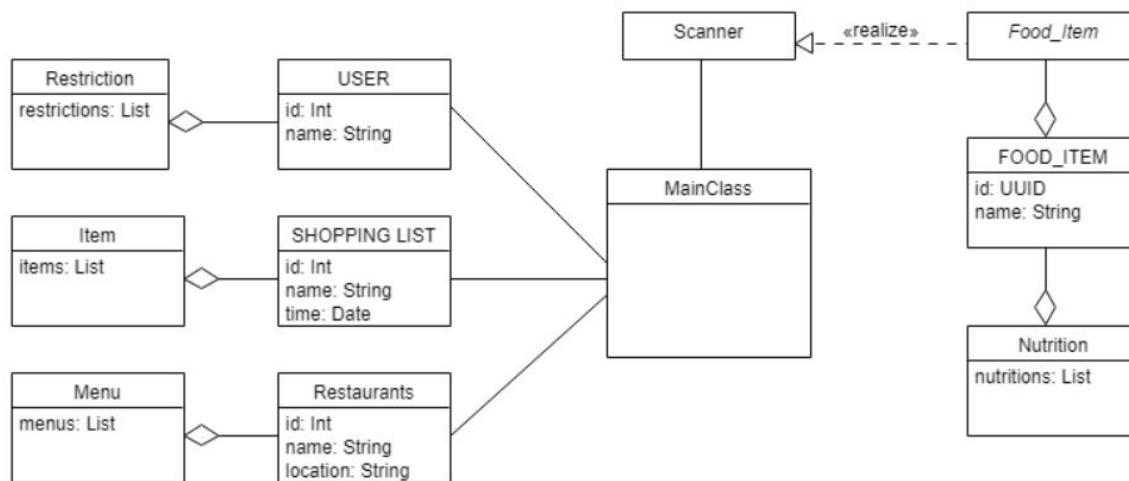 Scanner
«realize»
Food_Item
Restriction
restrictions: List
USER
id: Int
name: String
FOOD_ITEM
id: UUID
name: String
MainClass
Item
items: List
SHOPPING LIST
id: Int
name: String
time: Date
Nutrition
nutritions: List
Menu
menus: List
Restaurants
id: Int
name: String
location: String